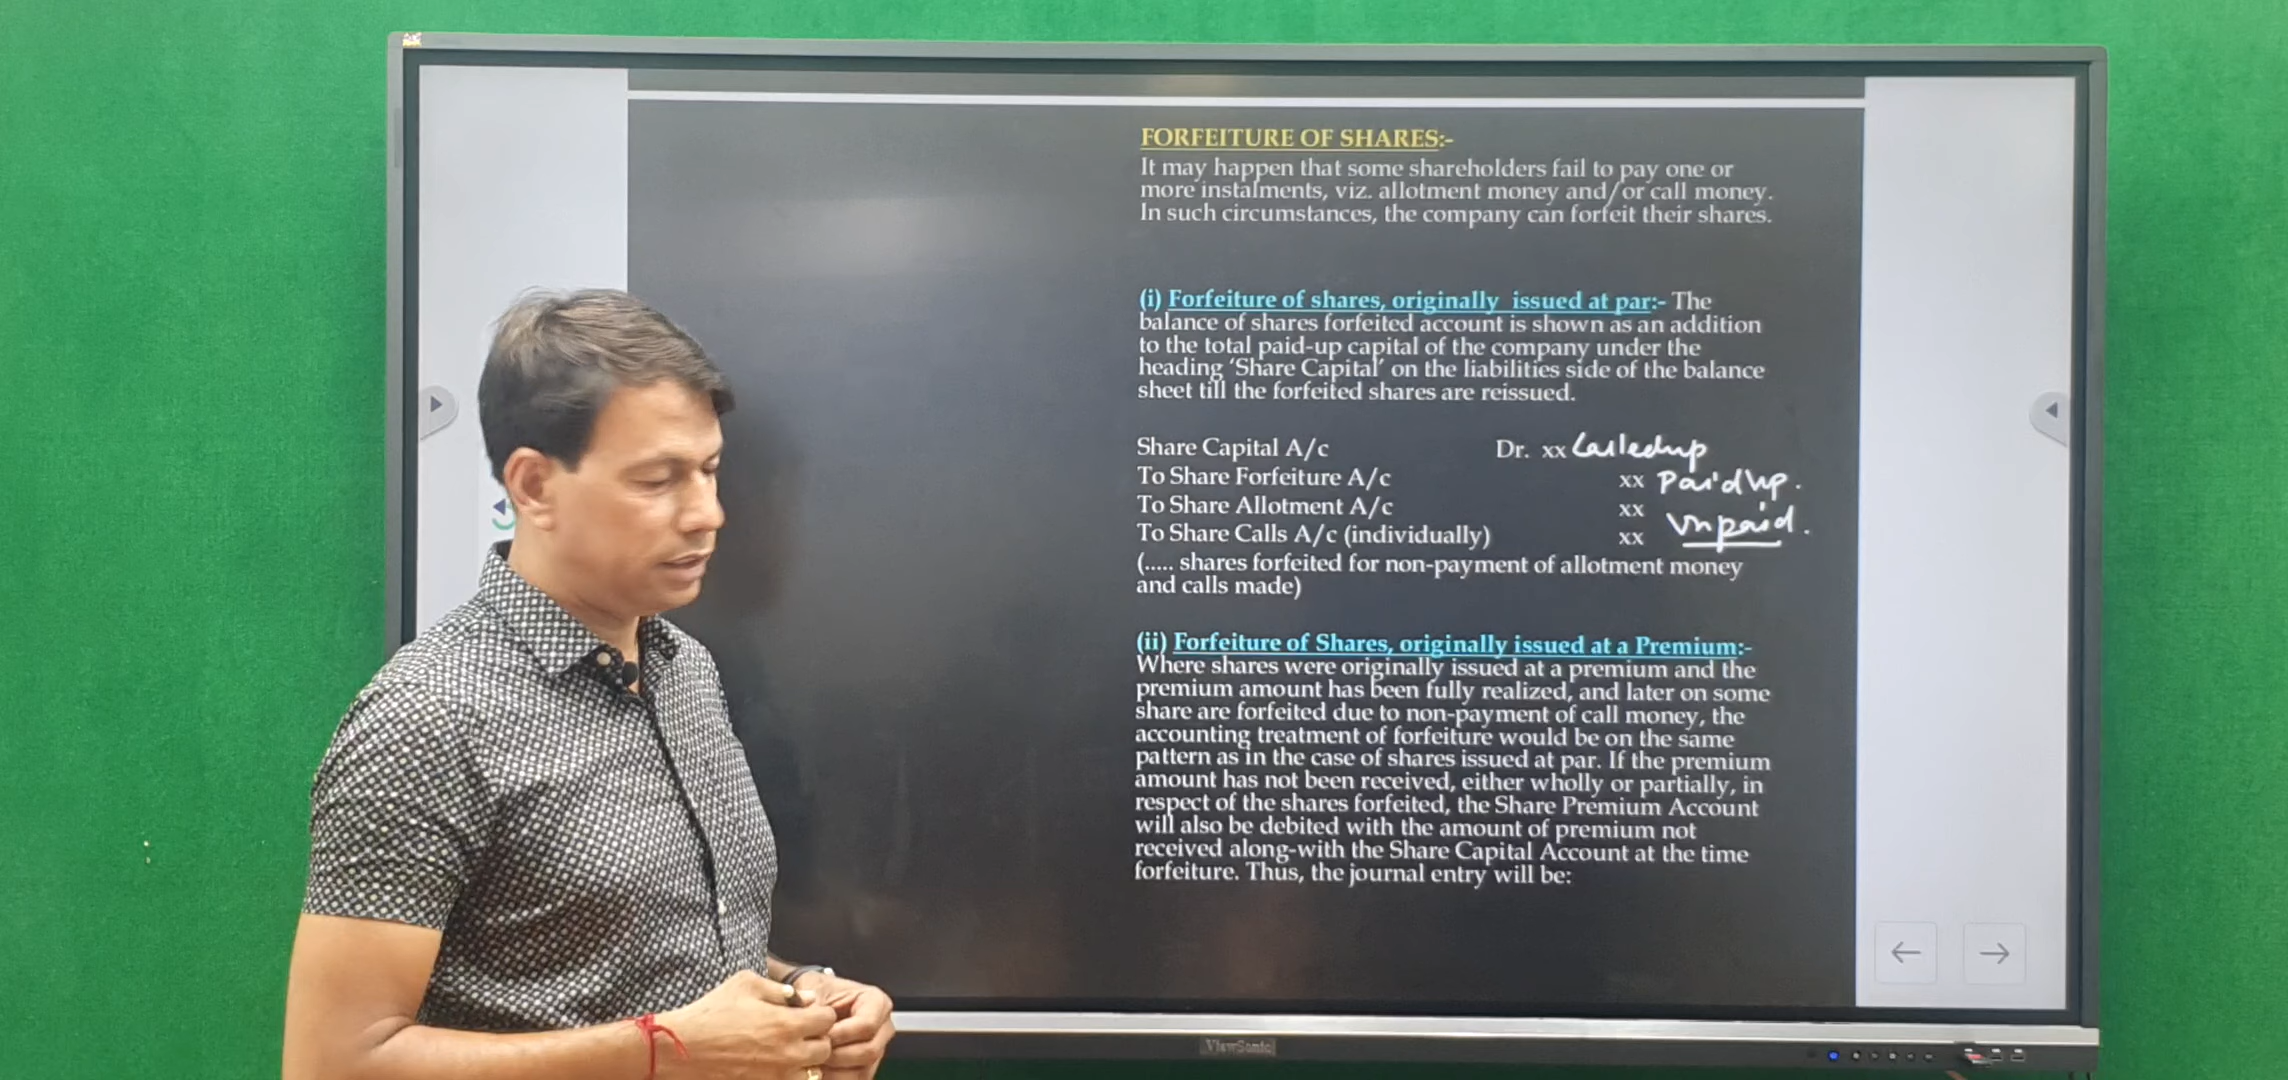 FORFEITURE OF SHARES:-
It may happen that some shareholders fail to pay one or
more instalments, viz. allotment money and/or call money.
In such circumstances, the company can forfeit their shares.
(i) Forfeiture of shares, originally issued at par:- The
balance of shares forfeited account is shown as an addition
to the total paid-up capital of the company under the
heading ‘Share Capital’ on the liabilities side of the balance
sheet till the forfeited shares are reissued.
Share Capital A/c Dr. xx Calledup
To Share Forfeiture A/c xx Paidup.
To Share Allotment A/c xx
Unpaid.
To Share Calls A/c (individually) xx
(..... shares forfeited for non-payment of allotment money
and calls made)
(ii) Forfeiture of Shares, originally issued at a Premium:-
Where shares were originally issued at a premium and the
premium amount has been fully realized, and later on some
share are forfeited due to non-payment of call money, the
accounting treatment of forfeiture would be on the same
pattern as in the case of shares issued at par. If the premium
amount has not been received, either wholly or partially, in
respect of the shares forfeited, the Share Premium Account
will also be debited with the amount of premium not
received along-with the Share Capital Account at the time
forfeiture. Thus, the journal entry will be:
ViewSonic